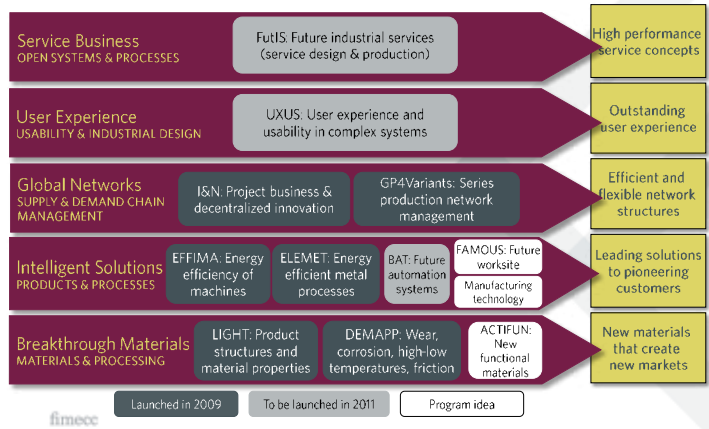 Service Business
OPEN SYSTEMS & PROCESSES
FutIS: Future industrial services
(service design & production)
High performance
service concepts
User Experience
USABILITY & INDUSTRIAL DESIGN
UXUS: User experience and
usability in complex systems
Outstanding
user experience
Global Networks
SUPPLY & DEMAND CHAIN
MANAGEMENT
I&N: Project business &
decentralized innovation
GP4Variants: Series
production network
management
Efficient and
flexible network
structures
Intelligent Solutions
PRODUCTS & PROCESSES
EFFIMA: Energy
efficiency of
machines
ELEMET: Energy
efficient metal
processes
BAT: Future
automation
systems
FAMOUS: Future
worksite
Manufacturing
technology
Leading solutions
to pioneering
customers
Breakthrough Materials
MATERIALS & PROCESSING
LIGHT: Product
structures and
material properties
DEMAPP: Wear,
corrosion, high-low
temperatures, friction
ACTIFUN:
New
functional
materials
New materials
that create
new markets
Launched in 2009
To be launched in 2011
Program idea
fimecc